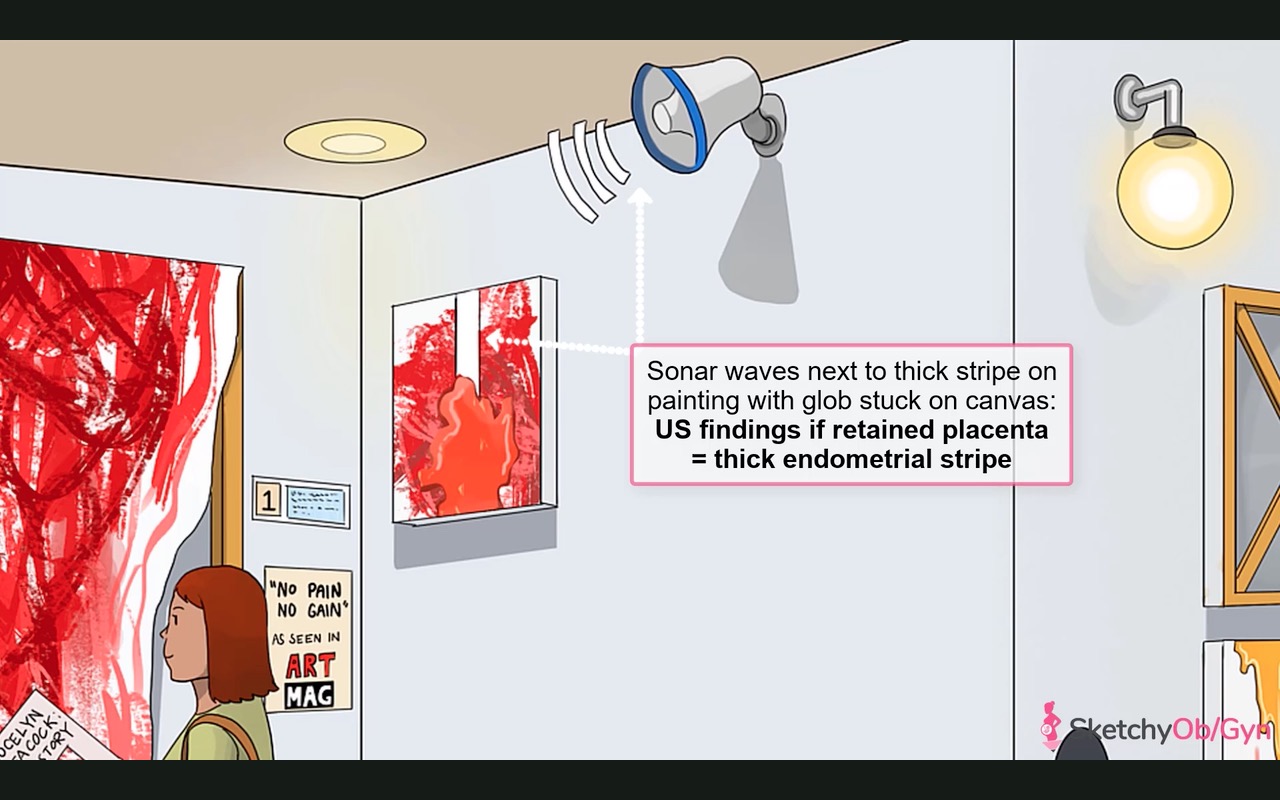 Sonar waves next to thick stripe on
painting with glob stuck on canvas:
US findings if retained placenta
= thick endometrial stripe
1
"NO PAIN
NO GAIN"
AS SEEN IN
ART
MAG
SketchyOb/Gyn